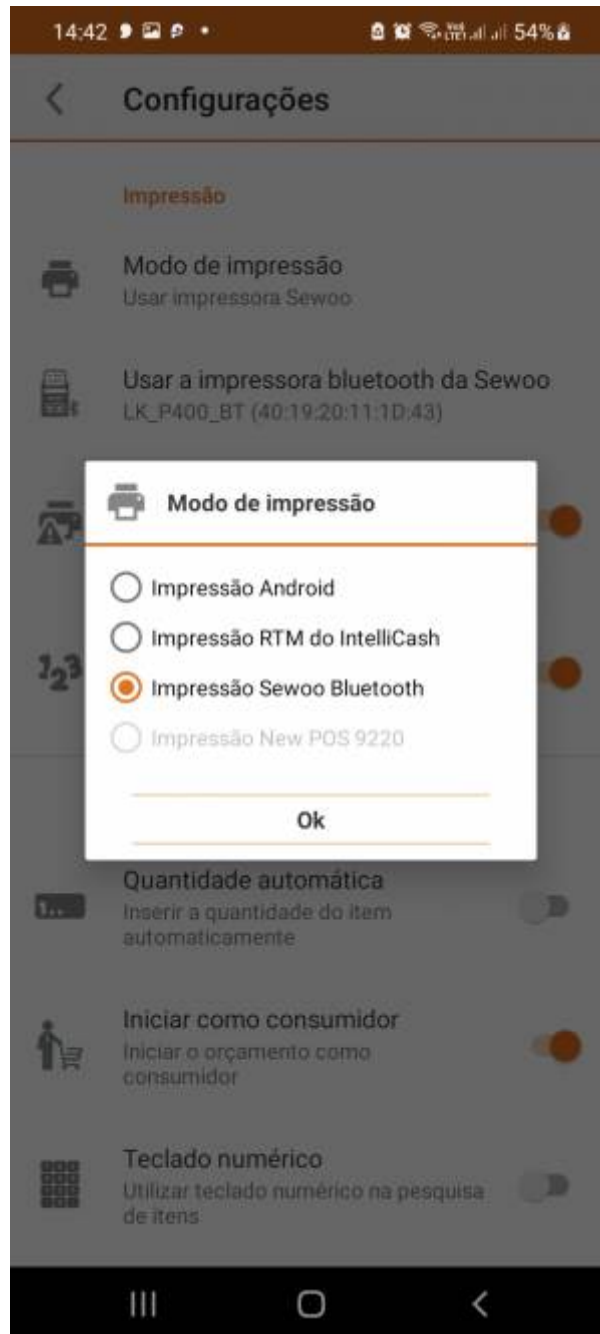 14:42
54%
Configurações
Impressão
Modo de impressão
Usar impressora Sewoo
Usar a impressora bluetooth da Sewoo
LK_P400_BT (40:19:20:11:1D:43)
Modo de impressão
Impressão Android
Impressão RTM do IntelliCash
123
Impressão Sewoo Bluetooth
Impressão New POS 9220
Ok
Quantidade automática
1..
Inserir a quantidade do item
automaticamente
Iniciar como consumidor
Iniciar o orçamento como
consumidor
Teclado numérico
Utilizar teclado numérico na pesquisa
de itens